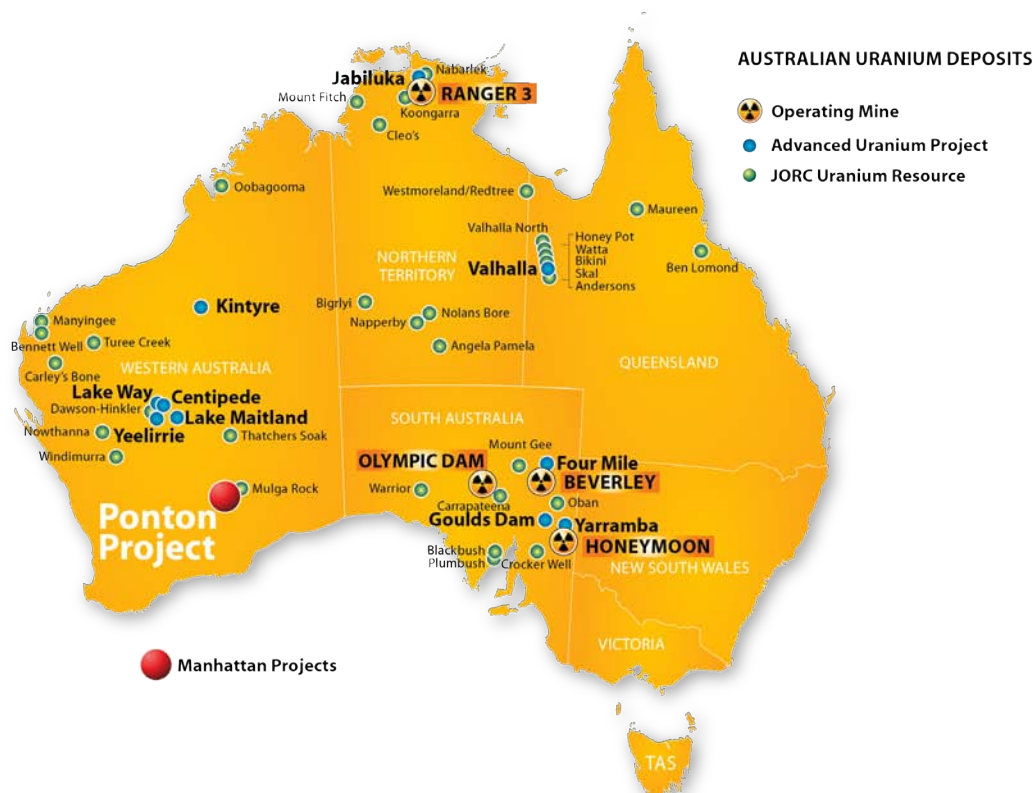 AUSTRALIAN URANIUM DEPOSITS
Operating Mine
Advanced Uranium Project
JORC Uranium Resource
Jabiluka
Nabarlek
RANGER 3
Mount Fitch
Koongarra
Cleo's
Oobagooma
Westmoreland/Redtree
Maureen
Valhalla North
Honey Pot
Watta
Bikini
Skal
Andersons
Valhalla
Ben Lomond
NORTHERN
TERRITORY
Kintyre
Bigrlyi
Nolans Bore
Napperby
Angela Pamela
Manyingee
Bennett Well
Turee Creek
Carley's Bone
WESTERN AUSTRALIA
QUEENSLAND
Lake Way
Centipede
Dawson-Hinkler
Lake Maitland
Nowthanna
Yeelirrie
Thatchers Soak
Windimurra
SOUTH AUSTRALIA
Mount Gee
OLYMPIC DAM
Four Mile
BEVERLEY
Warrior
Carrapateena
Oban
Mulga Rock
Ponton
Project
Goulds Dam
Yarramba
HONEYMOON
Blackbush
Plumbush
Crocker Well
NEW SOUTH WALES
VICTORIA
Manhattan Projects
TAS